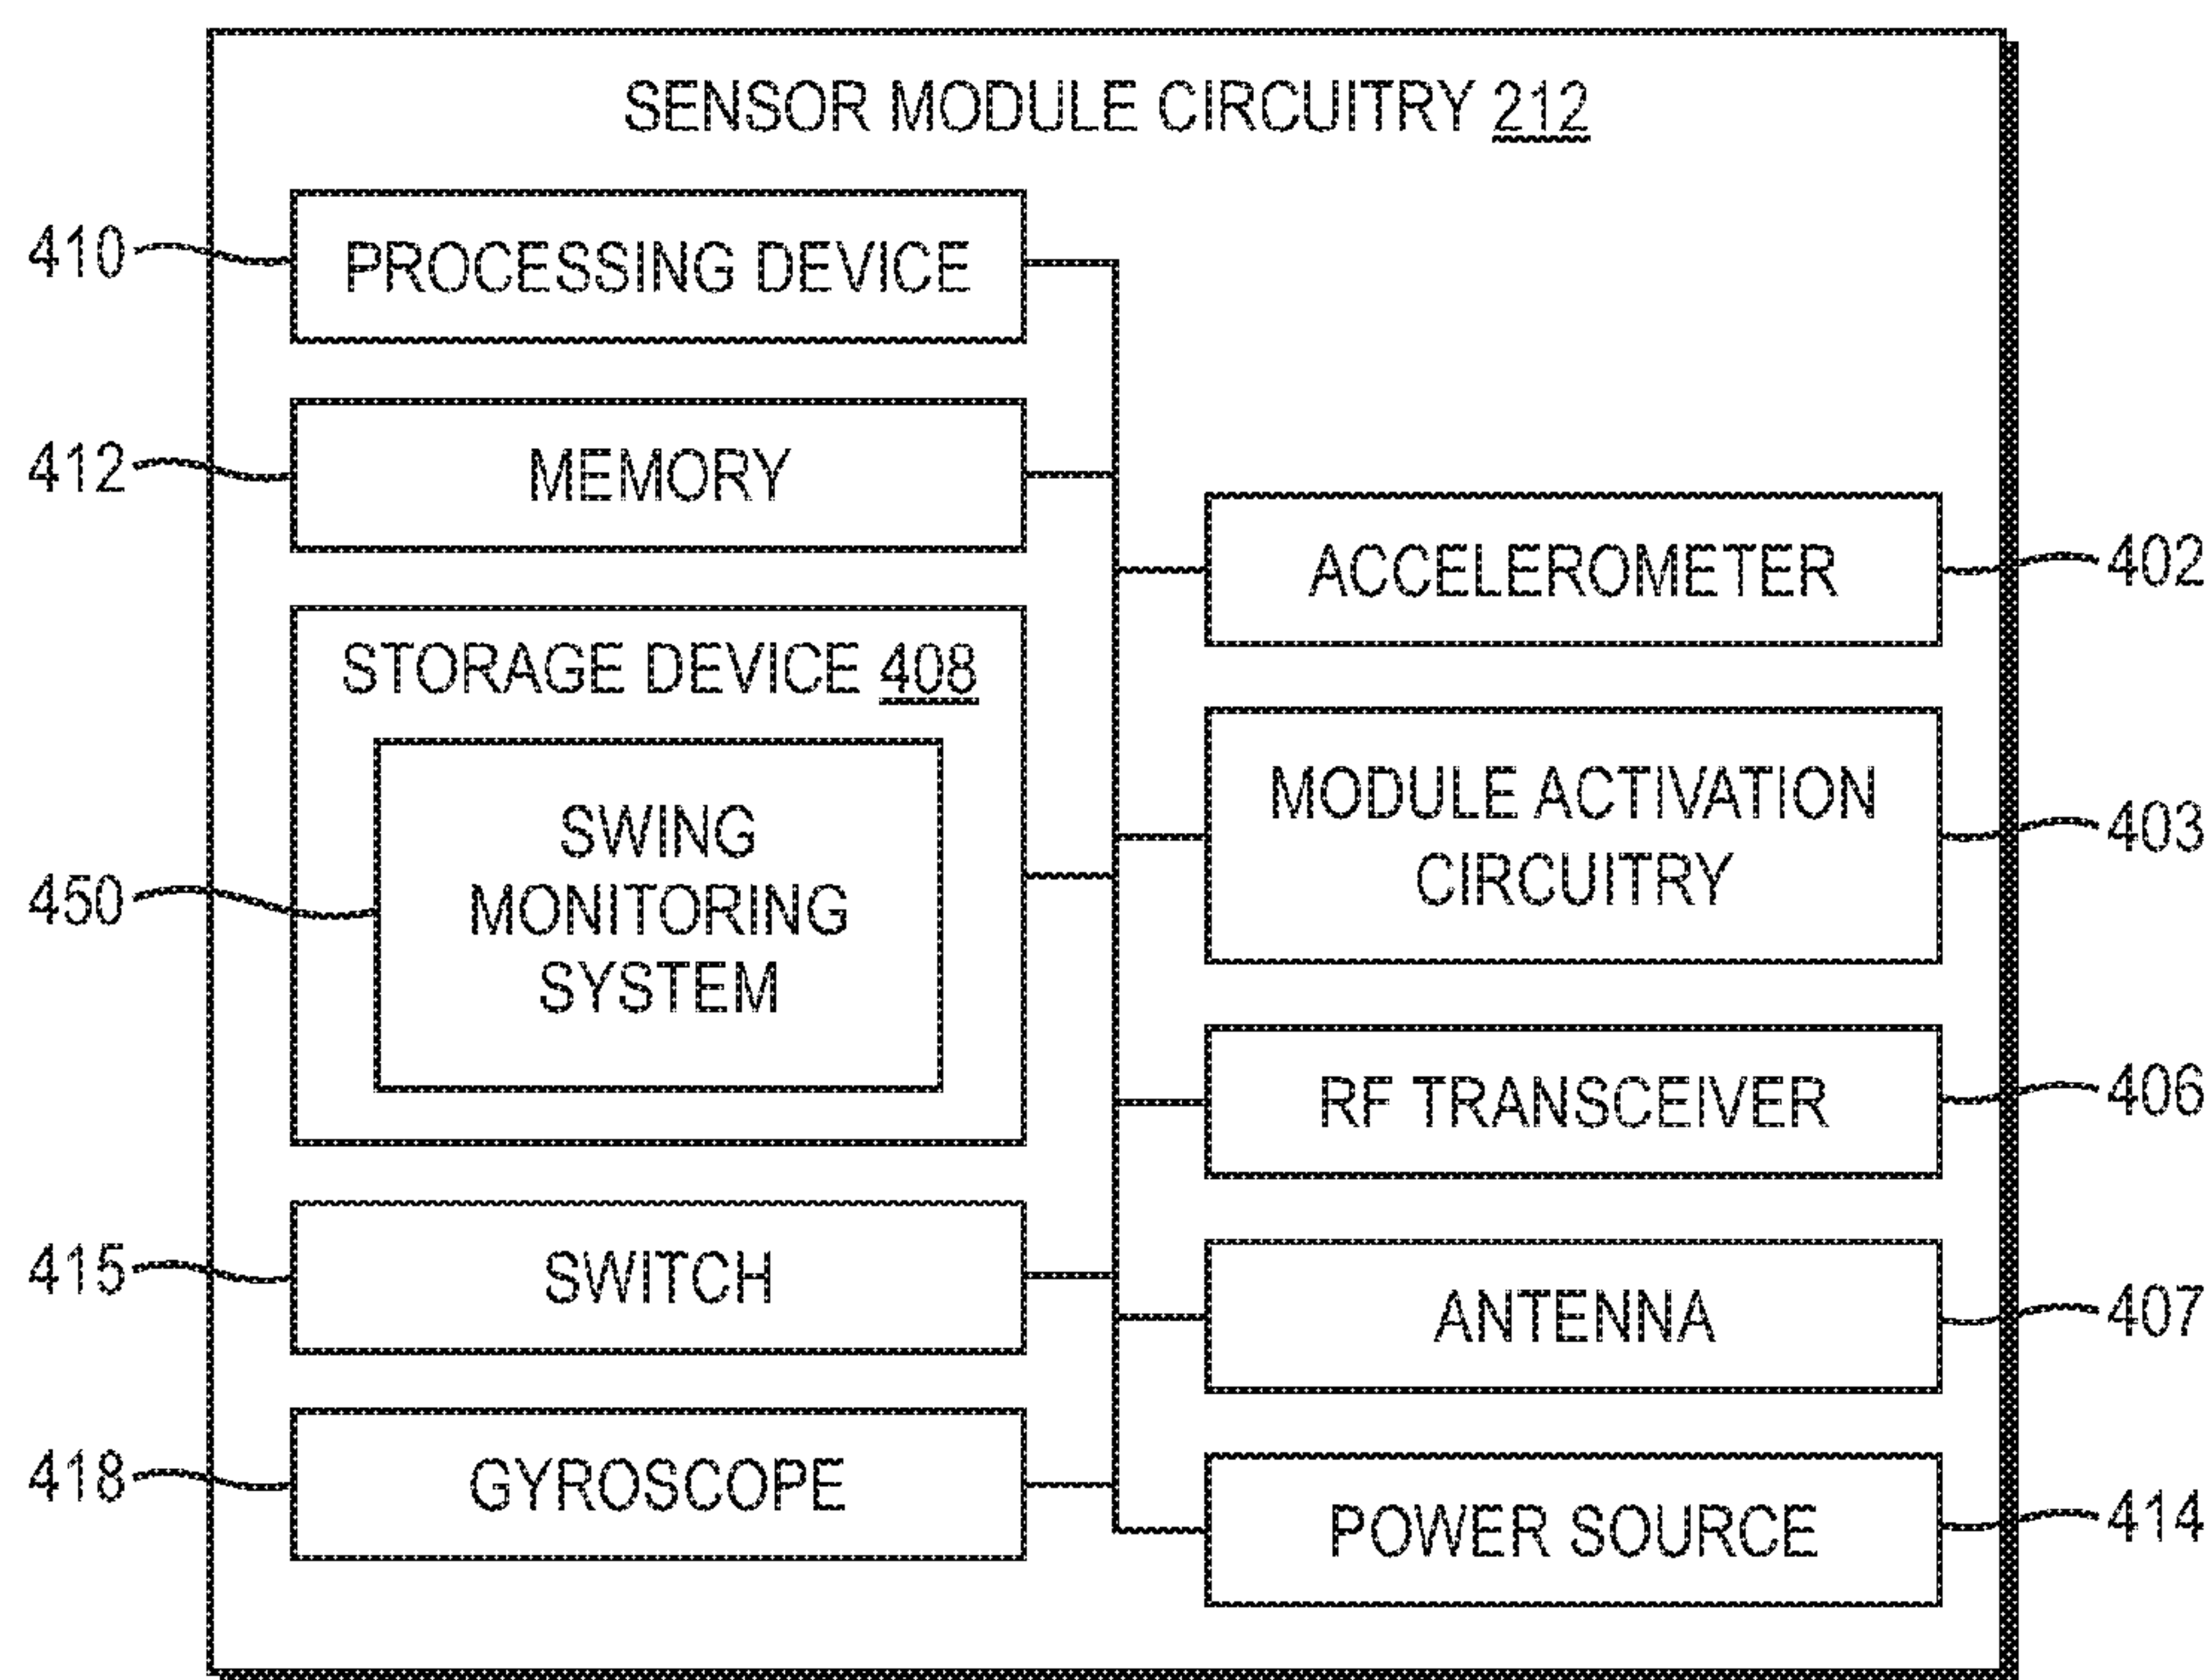 SENSOR MODULE CIRCUITRY 212
410
PROCESSING DEVICE
412
MEMORY
STORAGE DEVICE 408
450
SWING
MONITORING
SYSTEM
415
SWITCH
418
GYROSCOPE
ACCELEROMETER
402
MODULE ACTIVATION
CIRCUITRY
403
RF TRANSCEIVER
406
ANTENNA
407
POWER SOURCE
414